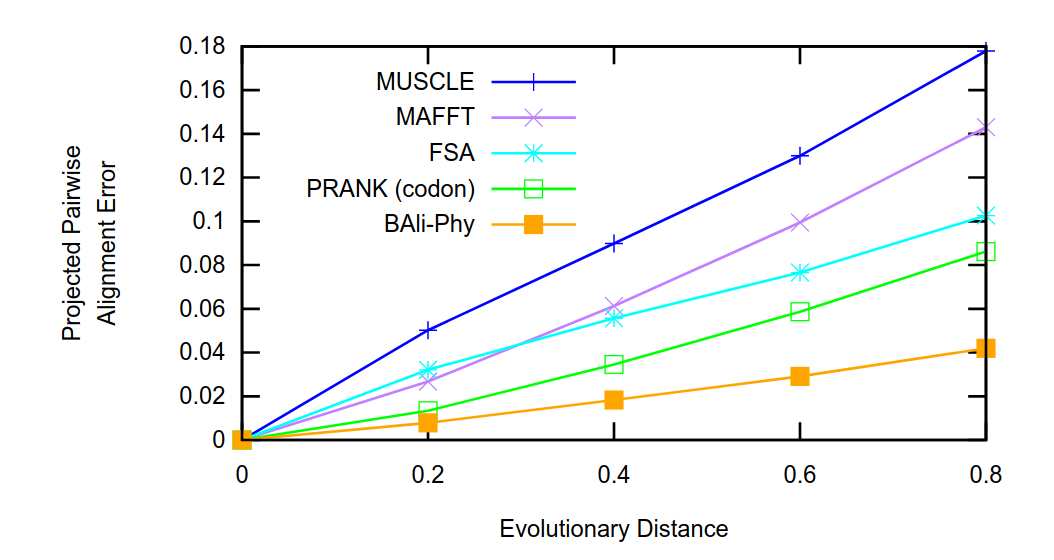 0.18
0.16
0.14
0.12
0.1
0.08
0.06
0.04
0.02
0
Projected Pairwise
Alignment Error
MUSCLE
MAFFT
FSA
PRANK (codon)
BAli-Phy
0 0.2 0.4 0.6 0.8
Evolutionary Distance